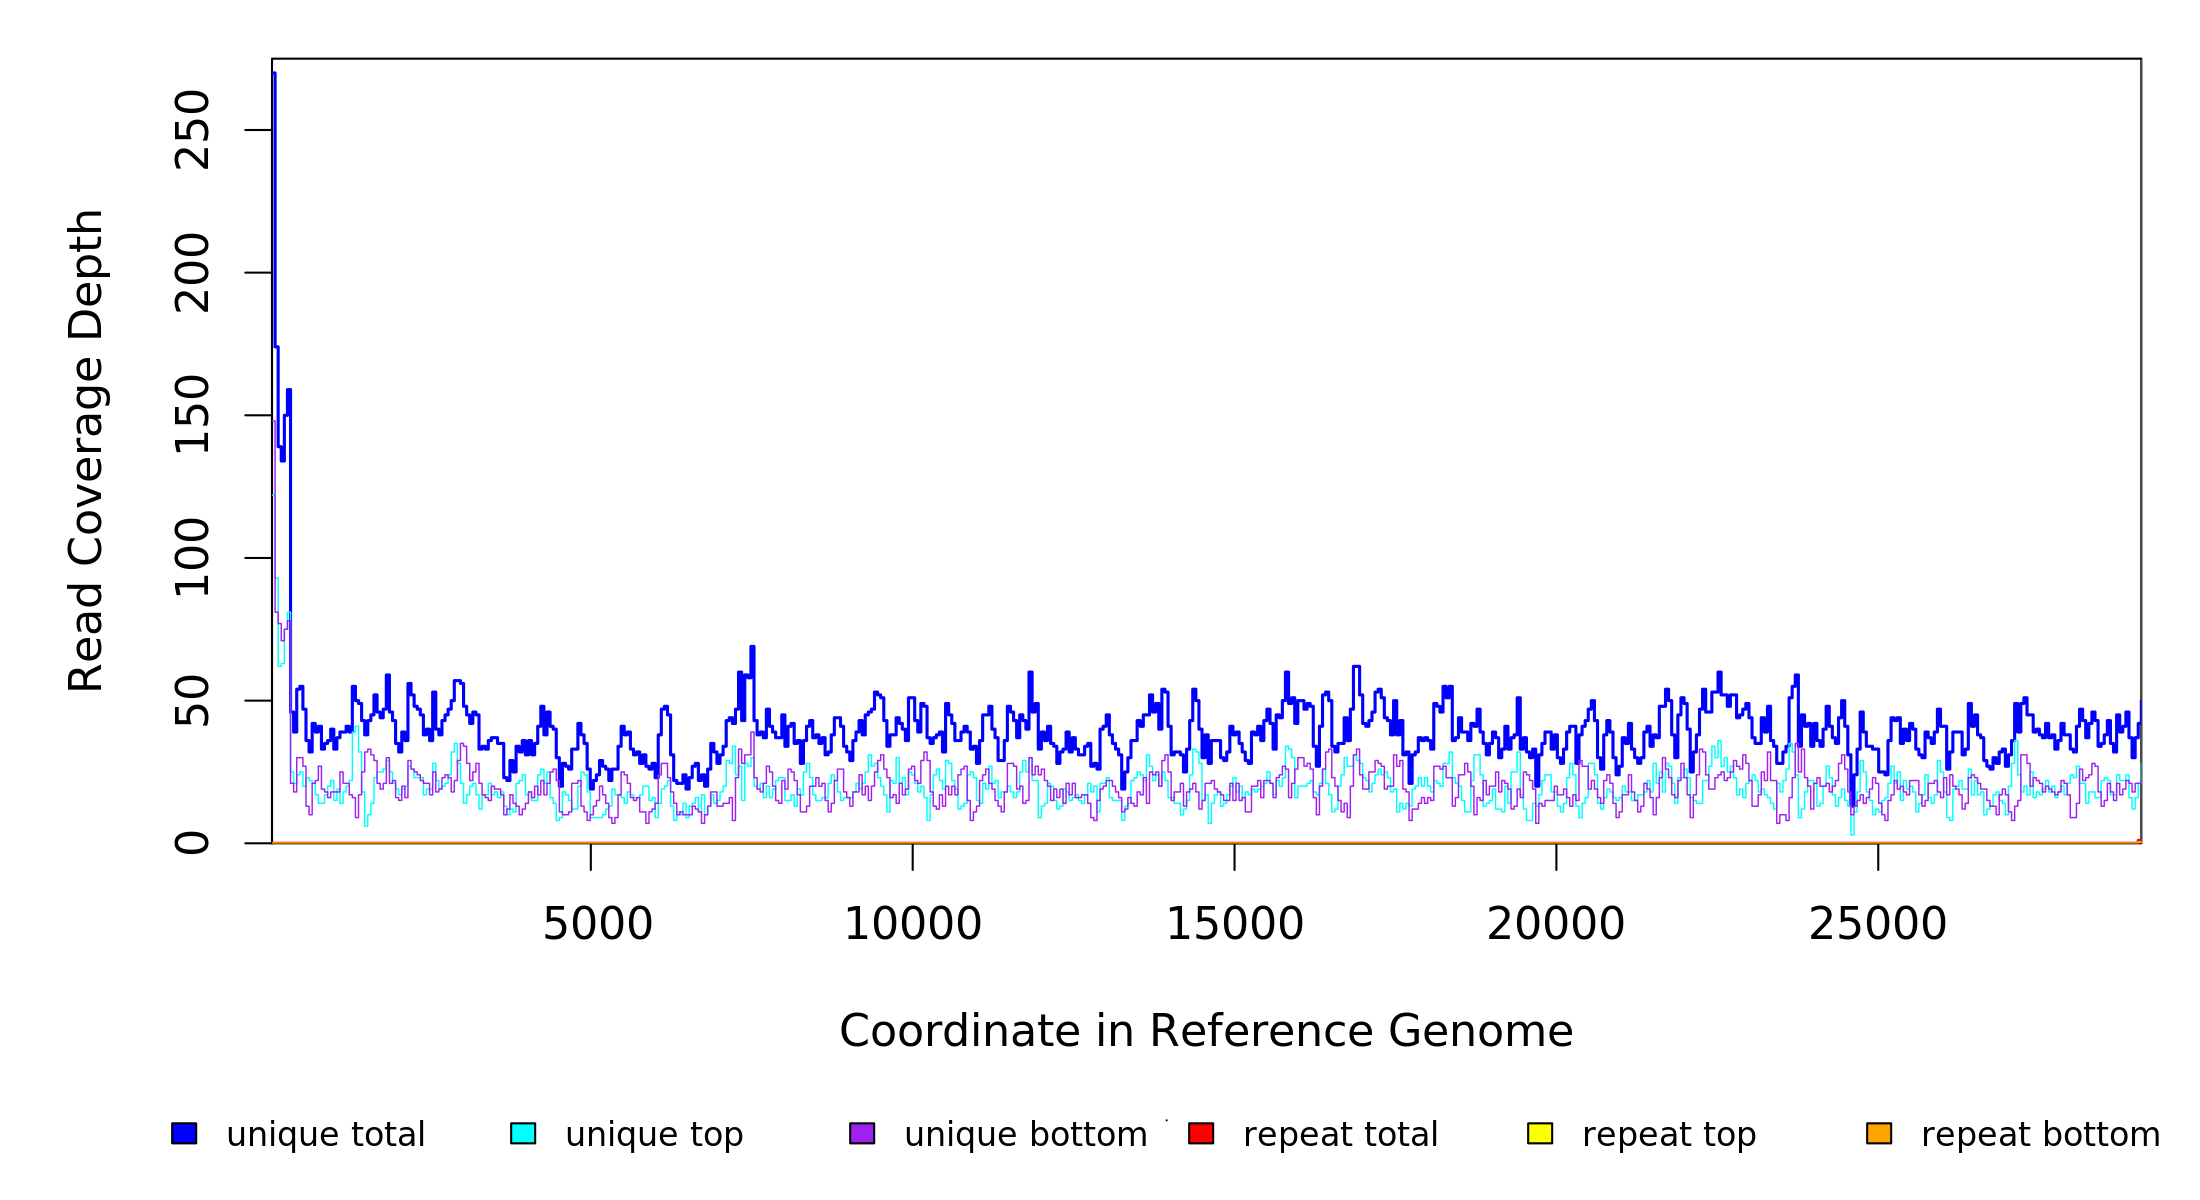 Read Coverage Depth
250
200
150
100
50
0
5000 10000 15000 20000 25000
Coordinate in Reference Genome
unique total unique top unique bottom repeat total repeat top repeat bottom